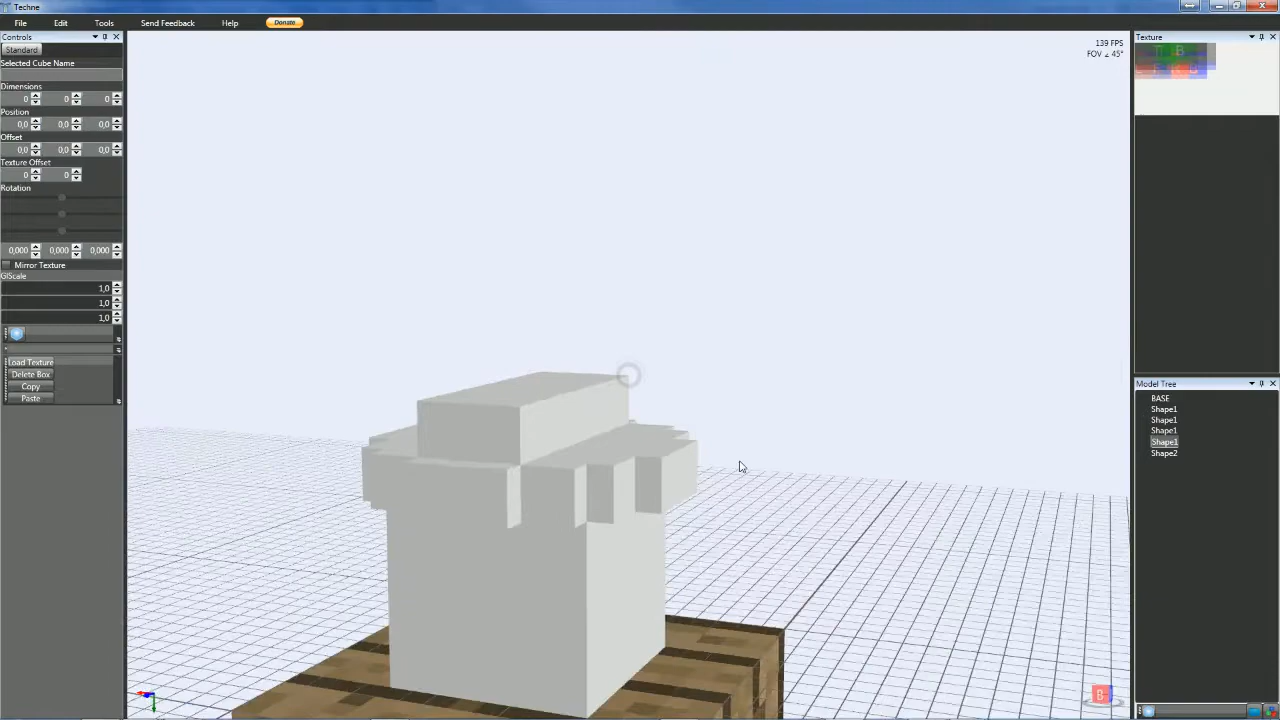 Techne
File Edit Tools Send Feedback Help Donate
Controls
Standard
Selected Cube Name
Dimensions
0 0 0
Position
0,0 0,0 0,0
Offset
0,0 0,0 0,0
Texture Offset
0 0
Rotation
0,000 0,000 0,000
Mirror Texture
GlScale
1,0
1,0
1,0
Load Texture
Delete Box
Copy
Paste
139 FPS
FOV ∠ 45°
B
Texture
T B
Model Tree
BASE
Shape1
Shape1
Shape1
Shape1
Shape2